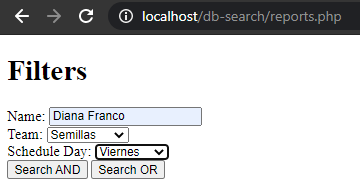 localhost/db-search/reports.php
Filters
Name: Diana Franco
Team: Semillas
Schedule Day: Viernes
Search AND Search OR